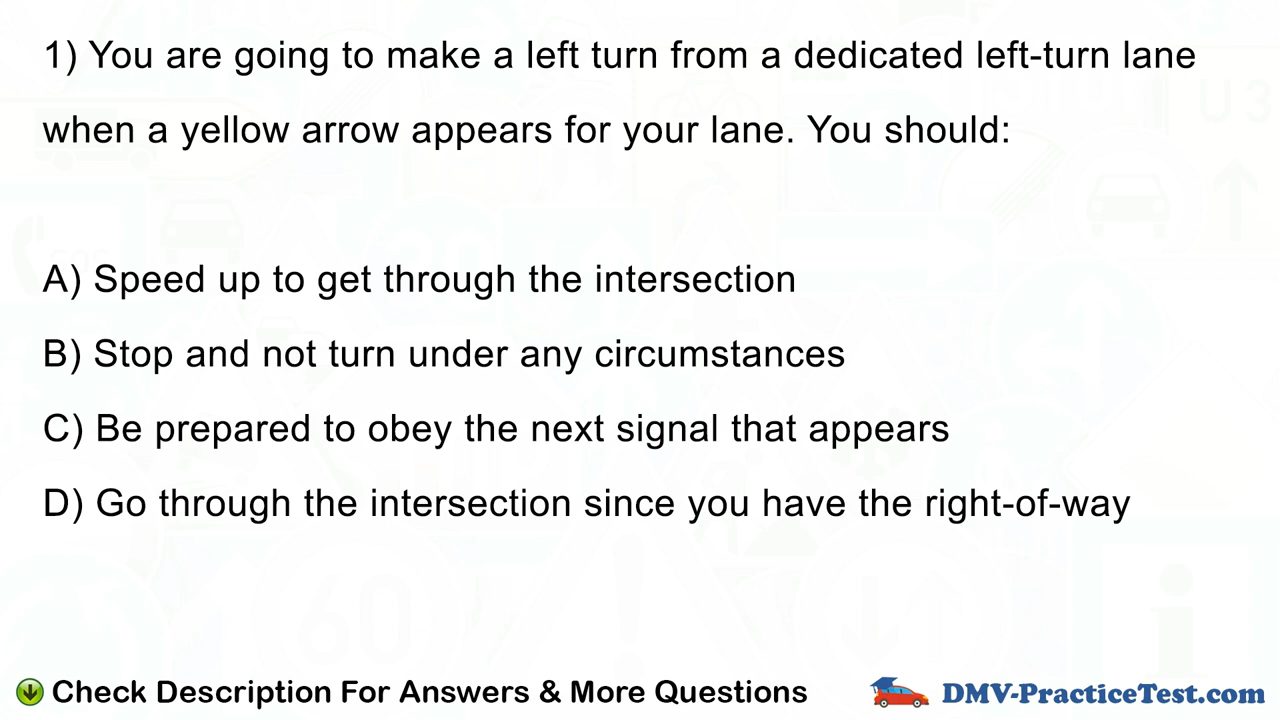 1) You are going to make a left turn from a dedicated left-turn lane
when a yellow arrow appears for your lane. You should:
A) Speed up to get through the intersection
B) Stop and not turn under any circumstances
C) Be prepared to obey the next signal that appears
D) Go through the intersection since you have the right-of-way
Check Description For Answers & More Questions
DMV-PracticeTest.com